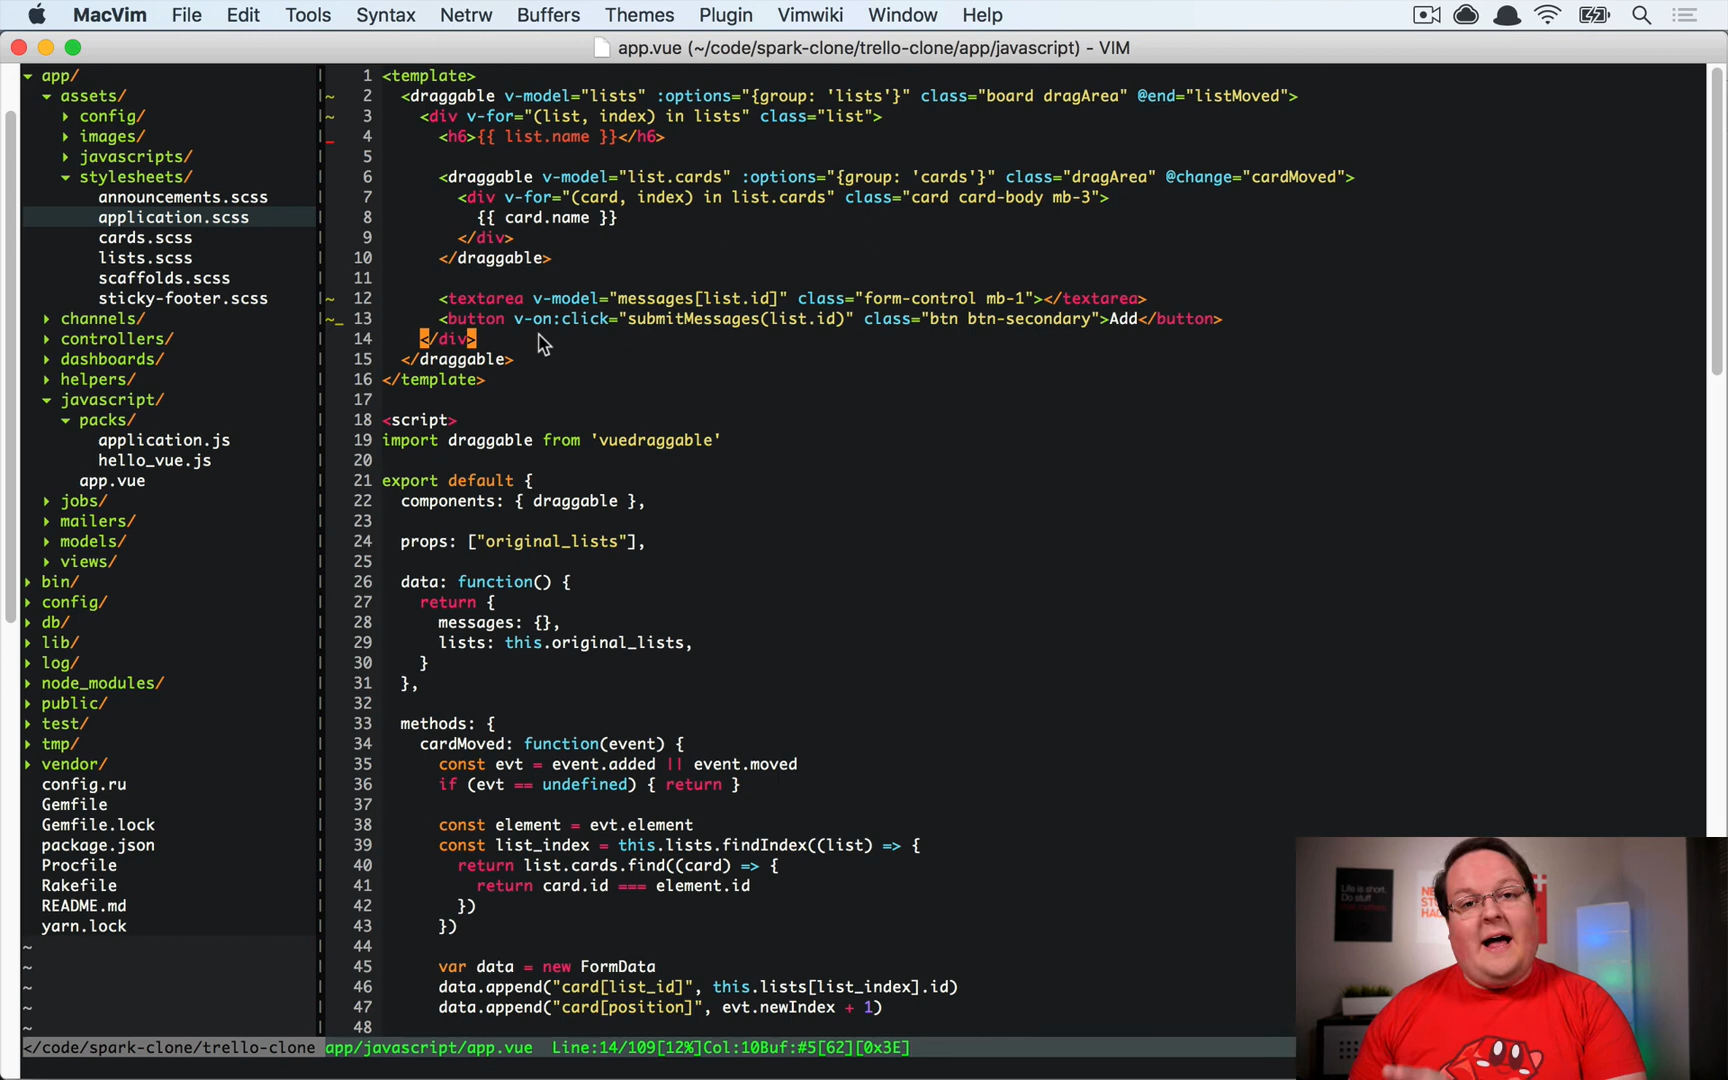 MacVim File Edit Tools Syntax Netrw Buffers Themes Plugin Vimwiki Window Help
app.vue (~/code/spark-clone/trello-clone/app/javascript) - VIM
▾ app/
▾ assets/
▸ config/
▸ images/
▸ javascripts/
▾ stylesheets/
announcements.scss
application.scss
cards.scss
lists.scss
scaffolds.scss
sticky-footer.scss
▸ channels/
▸ controllers/
▸ dashboards/
▸ helpers/
▾ javascript/
▾ packs/
application.js
hello_vue.js
app.vue
▸ jobs/
▸ mailers/
▸ models/
▸ views/
▸ bin/
▸ config/
▸ db/
▸ lib/
▸ log/
▸ node_modules/
▸ public/
▸ test/
▸ tmp/
▸ vendor/
config.ru
Gemfile
Gemfile.lock
package.json
Procfile
Rakefile
README.md
yarn.lock
~
~
~
~
</code/spark-clone/trello-clone
1 <template>
~ 2 <draggable v-model="lists" :options="{group: 'lists'}" class="board dragArea" @end="listMoved">
~ 3 <div v-for="(list, index) in lists" class="list">
_ 4 <h6>{{ list.name }}</h6>
5
6 <draggable v-model="list.cards" :options="{group: 'cards'}" class="dragArea" @change="cardMoved">
7 <div v-for="(card, index) in list.cards" class="card card-body mb-3">
8 {{ card.name }}
9 </div>
10 </draggable>
11
~ 12 <textarea v-model="messages[list.id]" class="form-control mb-1"></textarea>
~_ 13 <button v-on:click="submitMessages(list.id)" class="btn btn-secondary">Add</button>
14 </div>
15 </draggable>
16 </template>
17
18 <script>
19 import draggable from 'vuedraggable'
20
21 export default {
22 components: { draggable },
23
24 props: ["original_lists"],
25
26 data: function() {
27 return {
28 messages: {},
29 lists: this.original_lists,
30 }
31 },
32
33 methods: {
34 cardMoved: function(event) {
35 const evt = event.added || event.moved
36 if (evt == undefined) { return }
37
38 const element = evt.element
39 const list_index = this.lists.findIndex((list) => {
40 return list.cards.find((card) => {
41 return card.id === element.id
42 })
43 })
44
45 var data = new FormData
46 data.append("card[list_id]", this.lists[list_index].id)
47 data.append("card[position]", evt.newIndex + 1)
48
app/javascript/app.vue Line:14/109[12%]Col:10Buf:#5[62][0x3E]
Life is short.
Do stuff